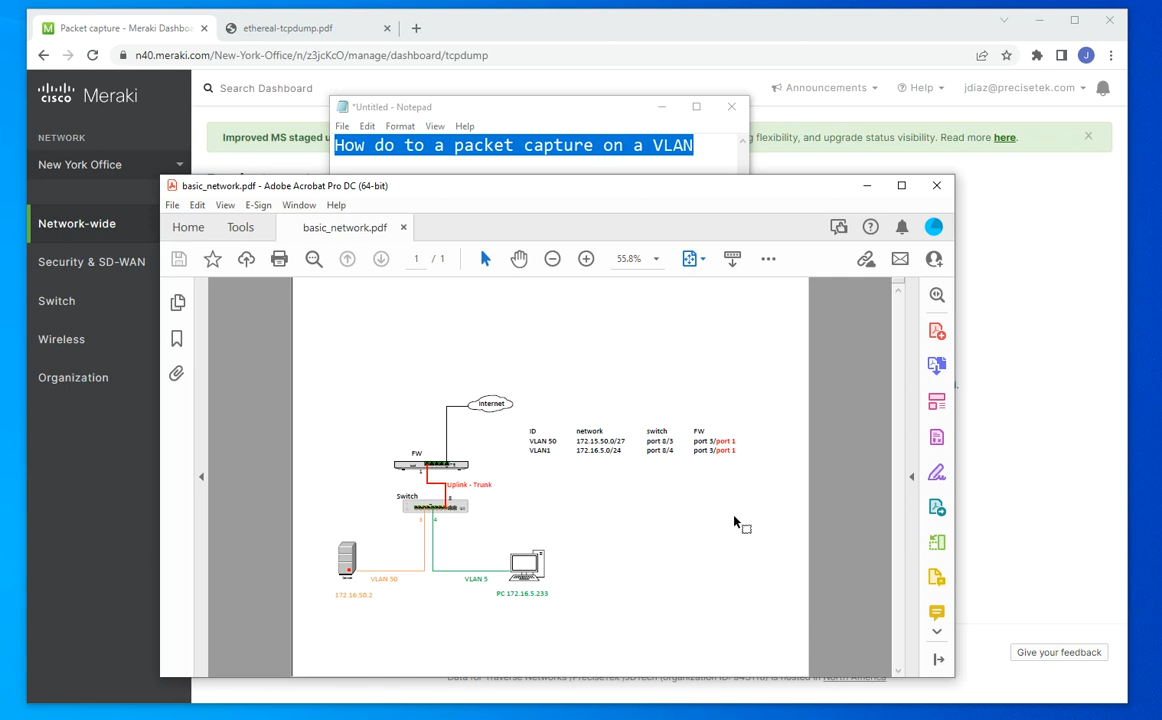 Packet capture - Meraki Dashbo
ethereal-tcpdump.pdf
n40.meraki.com/New-York-Office/n/z3jcKcO/manage/dashboard/tcpdump
J
cisco Meraki
Search Dashboard
Announcements
Help
jdiaz@precisetek.com
*Untitled - Notepad
File Edit Format View Help
How do to a packet capture on a VLAN
Improved MS staged u
g flexibility, and upgrade status visibility. Read more here.
NETWORK
New York Office
Network-wide
Security & SD-WAN
Switch
Wireless
Organization
basic_network.pdf - Adobe Acrobat Pro DC (64-bit)
File Edit View E-Sign Window Help
Home Tools basic_network.pdf
1 / 1
55.8%
internet
ID network switch FW
VLAN 50 172.15.50.0/27 port 8/3 port 3/port 1
VLAN1 172.16.5.0/24 port 8/4 port 3/port 1
FW
1
Uplink - Trunk
Switch
8
3 4
VLAN 50
VLAN 5
172.16.50.2
PC 172.16.5.233
Give your feedback